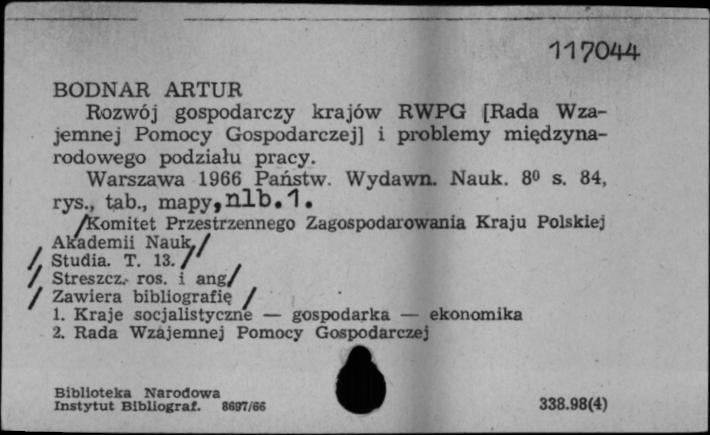 117044
BODNAR ARTUR
Rozwój gospodarczy krajów RWPG [Rada Wza-
jemnej Pomocy Gospodarczej] i problemy międzyna-
rodowego podziału pracy.
Warszawa 1966 Państw. Wydawn. Nauk. 8⁰ s. 84,
rys., tab., mapy, nlb. 1.
/Komitet Przestrzennego Zagospodarowania Kraju Polskiej
Akademii Nauk./
/ Studia. T. 13. /
/ Streszcz. ros. i ang/
/ Zawiera bibliografię /
1. Kraje socjalistyczne — gospodarka — ekonomika
2. Rada Wzajemnej Pomocy Gospodarczej
Biblioteka Narodowa
Instytut Bibliograf. 8697/66
338.98(4)